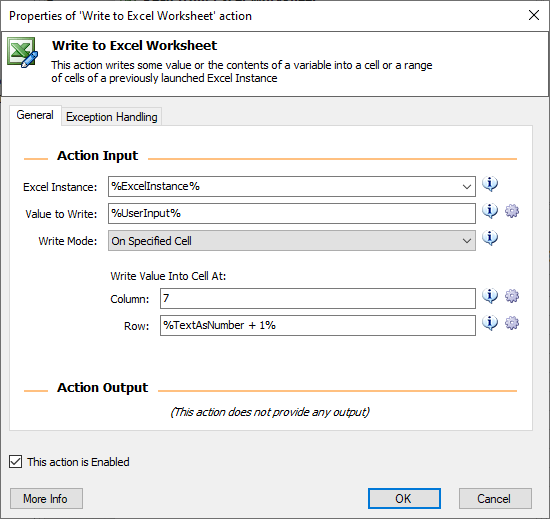 Properties of 'Write to Excel Worksheet' action
Write to Excel Worksheet
This action writes some value or the contents of a variable into a cell or a range
of cells of a previously launched Excel Instance
General
Exception Handling
Action Input
Excel Instance:
%ExcelInstance%
Value to Write:
%UserInput%
Write Mode:
On Specified Cell
Write Value Into Cell At:
Column:
7
Row:
%TextAsNumber + 1%
Action Output
(This action does not provide any output)
This action is Enabled
More Info
OK
Cancel